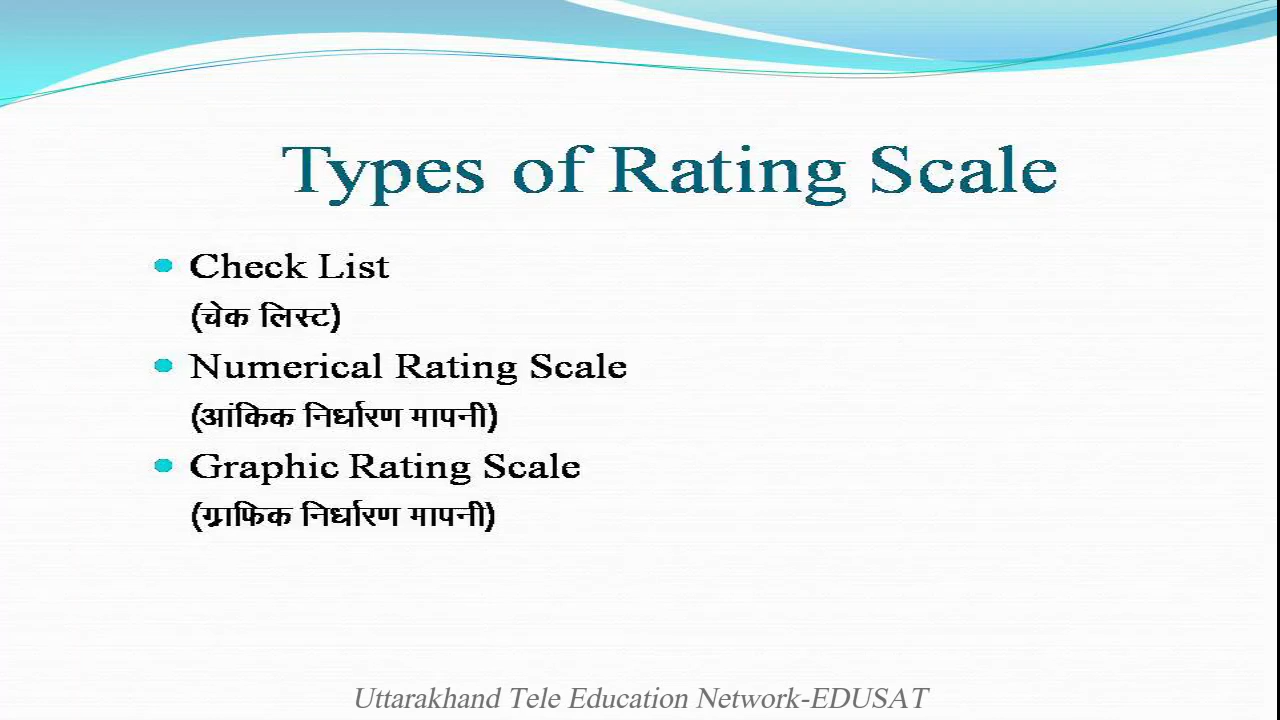 Types of Rating Scale
Check List
(चेक लिस्ट)
Numerical Rating Scale
(आंकिक निर्धारण मापनी)
Graphic Rating Scale
(ग्राफिक निर्धारण मापनी)
Uttarakhand Tele Education Network-EDUSAT